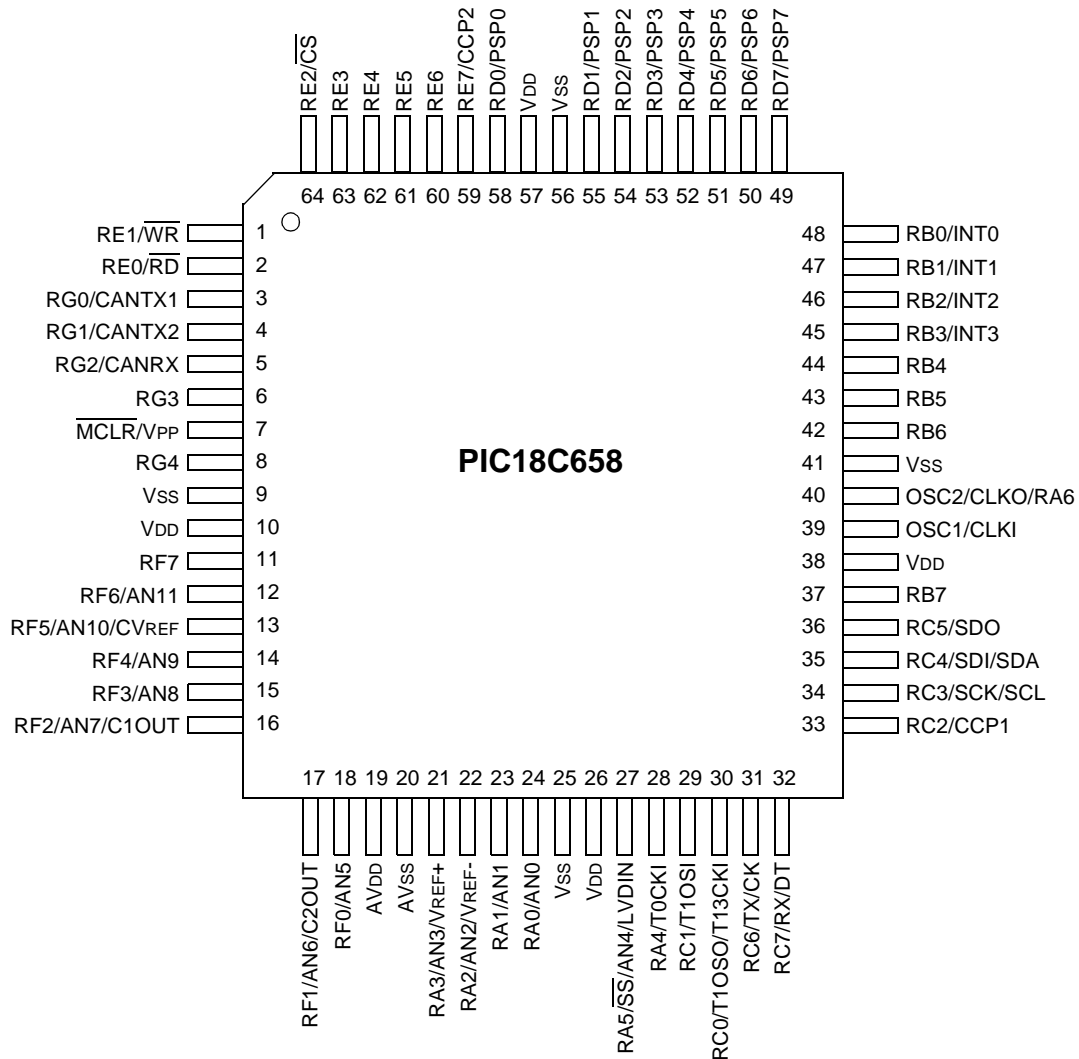 RE2/CS
RE3
RE4
RE5
RE6
RE7/CCP2
RD0/PSP0
VDD
VSS
RD1/PSP1
RD2/PSP2
RD3/PSP3
RD4/PSP4
RD5/PSP5
RD6/PSP6
RD7/PSP7
64 63 62 61 60 59 58 57 56 55 54 53 52 51 50 49
RE1/WR 1 48 RB0/INT0
RE0/RD 2 47 RB1/INT1
RG0/CANTX1 3 46 RB2/INT2
RG1/CANTX2 4 45 RB3/INT3
RG2/CANRX 5 44 RB4
RG3 6 43 RB5
MCLR/VPP 7 42 RB6
RG4 8 41 VSS
PIC18C658
VSS 9 40 OSC2/CLKO/RA6
VDD 10 39 OSC1/CLKI
RF7 11 38 VDD
RF6/AN11 12 37 RB7
RF5/AN10/CVREF 13 36 RC5/SDO
RF4/AN9 14 35 RC4/SDI/SDA
RF3/AN8 15 34 RC3/SCK/SCL
RF2/AN7/C1OUT 16 33 RC2/CCP1
17 18 19 20 21 22 23 24 25 26 27 28 29 30 31 32
RF1/AN6/C2OUT
RF0/AN5
AVDD
AVSS
RA3/AN3/VREF+
RA2/AN2/VREF-
RA1/AN1
RA0/AN0
VSS
VDD
RA5/SS/AN4/LVDIN
RA4/T0CKI
RC1/T1OSI
RC0/T1OSO/T13CKI
RC6/TX/CK
RC7/RX/DT